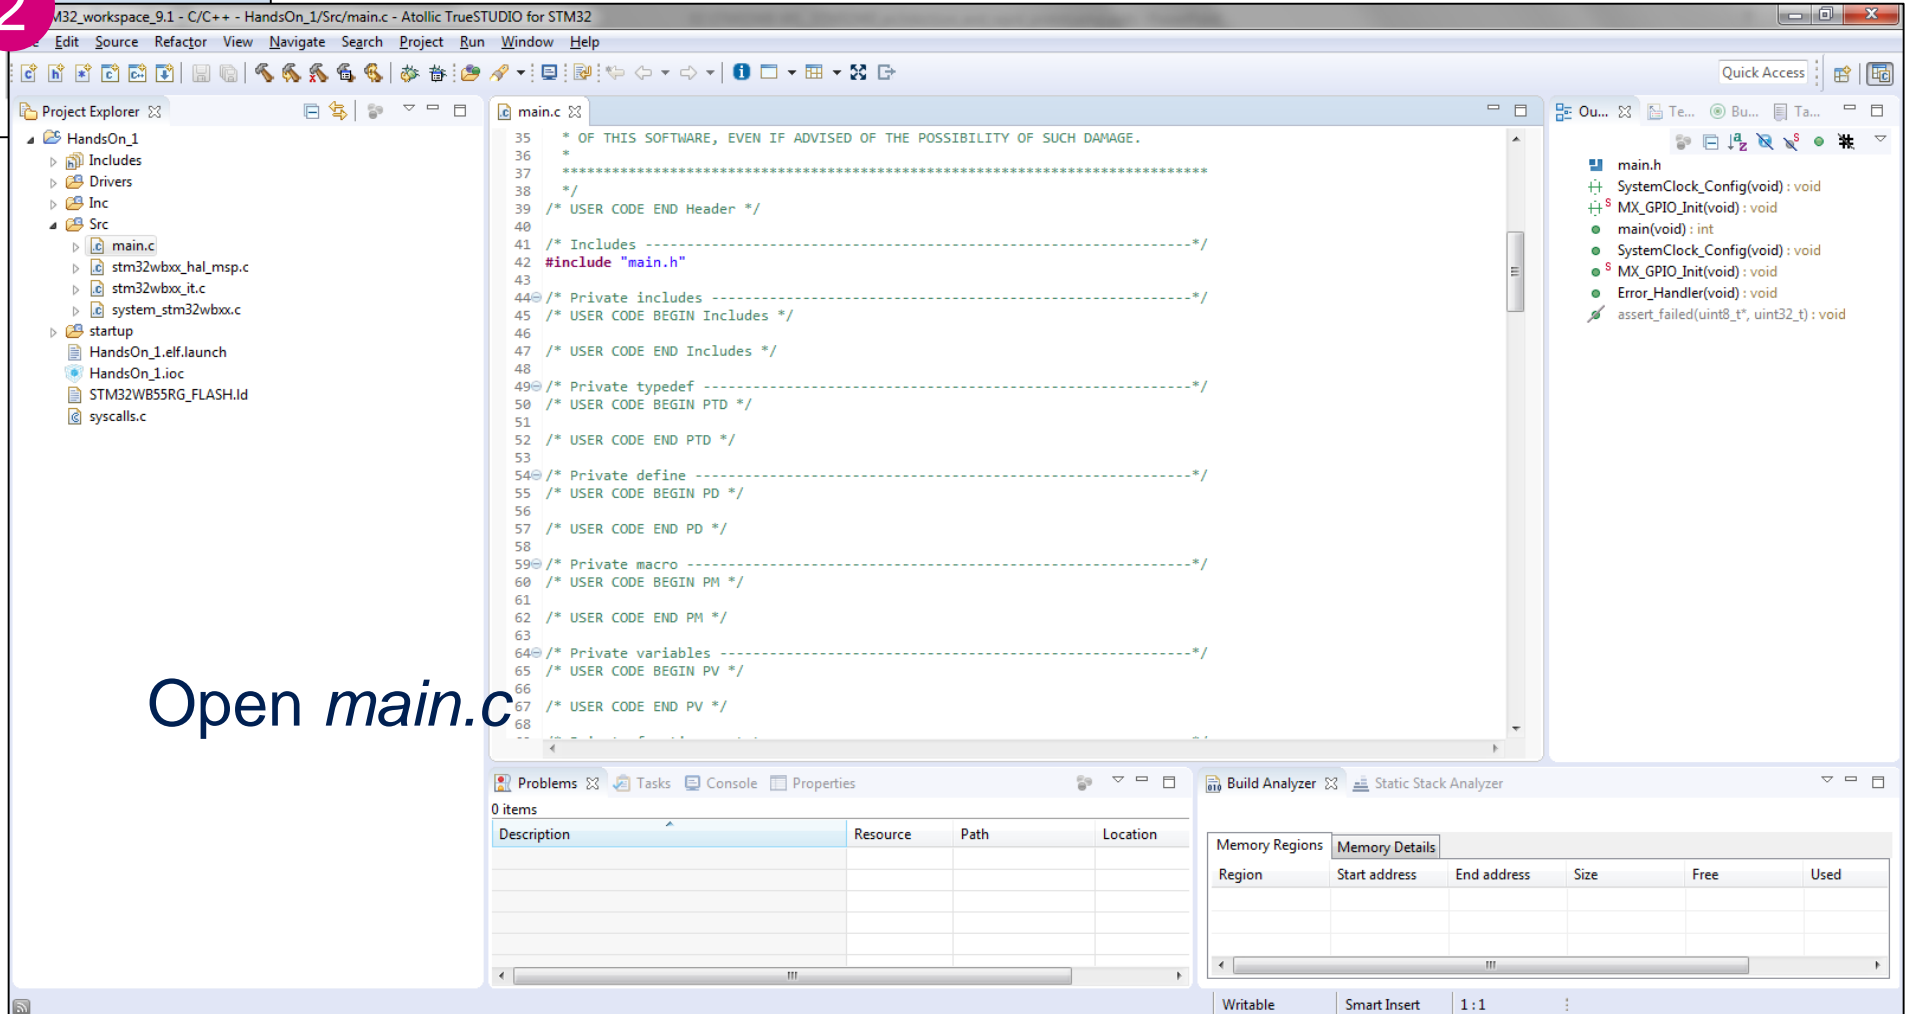 2
M32_workspace_9.1 - C/C++ - HandsOn_1/Src/main.c - Atollic TrueSTUDIO for STM32
Edit Source Refactor View Navigate Search Project Run Window Help
Quick Access
Project Explorer
HandsOn_1
Includes
Drivers
Inc
Src
main.c
stm32wbxx_hal_msp.c
stm32wbxx_it.c
system_stm32wbxx.c
startup
HandsOn_1.elf.launch
HandsOn_1.ioc
STM32WB55RG_FLASH.ld
syscalls.c
Open main.c
main.c
35 * OF THIS SOFTWARE, EVEN IF ADVISED OF THE POSSIBILITY OF SUCH DAMAGE.
36 *
37 ******************************************************************************
38 */
39 /* USER CODE END Header */
40
41 /* Includes ------------------------------------------------------------------*/
42 #include "main.h"
43
44 /* Private includes ----------------------------------------------------------*/
45 /* USER CODE BEGIN Includes */
46
47 /* USER CODE END Includes */
48
49 /* Private typedef -----------------------------------------------------------*/
50 /* USER CODE BEGIN PTD */
51
52 /* USER CODE END PTD */
53
54 /* Private define ------------------------------------------------------------*/
55 /* USER CODE BEGIN PD */
56
57 /* USER CODE END PD */
58
59 /* Private macro -------------------------------------------------------------*/
60 /* USER CODE BEGIN PM */
61
62 /* USER CODE END PM */
63
64 /* Private variables ---------------------------------------------------------*/
65 /* USER CODE BEGIN PV */
66
67 /* USER CODE END PV */
68
Ou... Te... Bu... Ta...
main.h
SystemClock_Config(void) : void
MX_GPIO_Init(void) : void
main(void) : int
SystemClock_Config(void) : void
MX_GPIO_Init(void) : void
Error_Handler(void) : void
assert_failed(uint8_t*, uint32_t) : void
Problems Tasks Console Properties
0 items
Description Resource Path Location
Build Analyzer Static Stack Analyzer
Memory Regions Memory Details
Region Start address End address Size Free Used
Writable Smart Insert 1 : 1